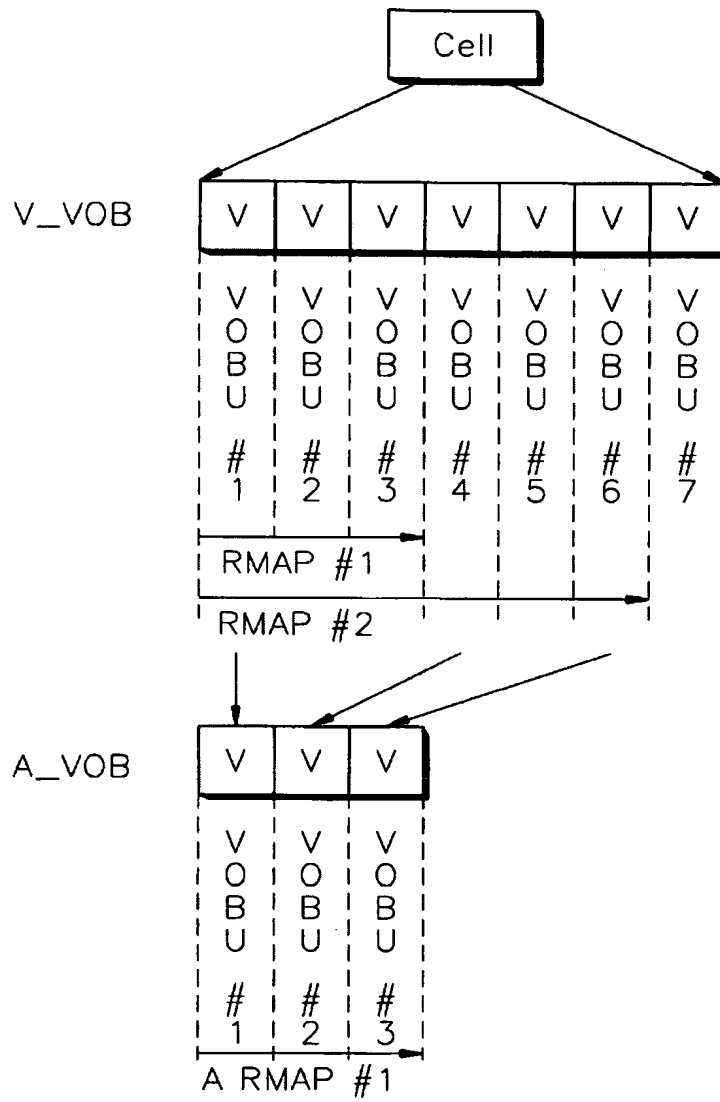 Cell
V_VOB V V V V V V V
VOBU #1 VOBU #2 VOBU #3 VOBU #4 VOBU #5 VOBU #6 VOBU #7
RMAP #1
RMAP #2
A_VOB V V V
VOBU #1 VOBU #2 VOBU #3
A RMAP #1